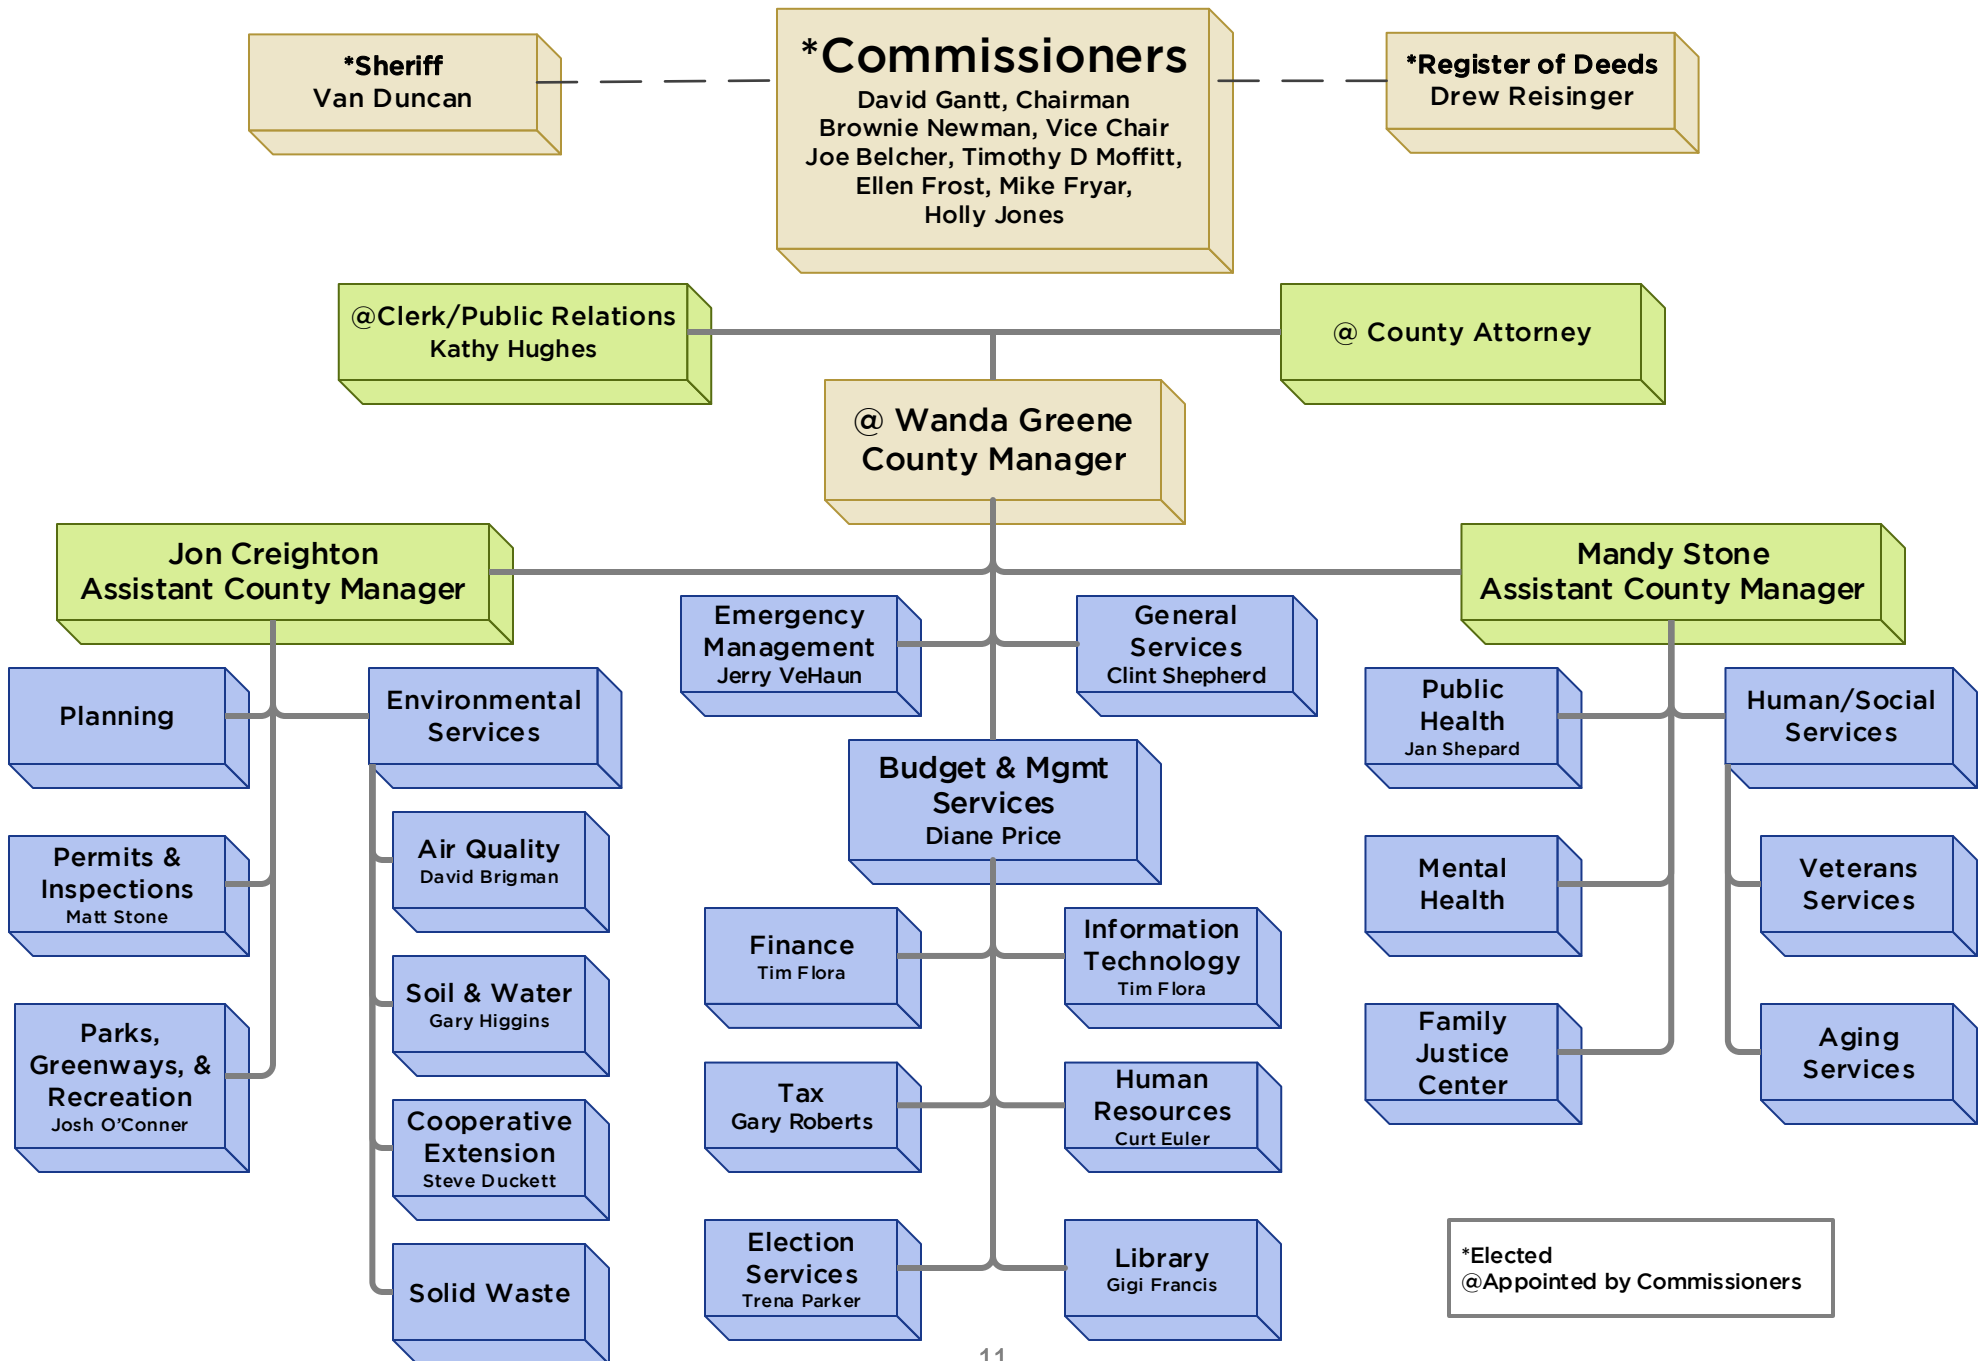 *Sheriff
Van Duncan
*Commissioners
David Gantt, Chairman
Brownie Newman, Vice Chair
Joe Belcher, Timothy D Moffitt,
Ellen Frost, Mike Fryar,
Holly Jones
*Register of Deeds
Drew Reisinger
@Clerk/Public Relations
Kathy Hughes
@ County Attorney
@ Wanda Greene
County Manager
Jon Creighton
Assistant County Manager
Mandy Stone
Assistant County Manager
Emergency
Management
Jerry VeHaun
General
Services
Clint Shepherd
Planning
Environmental
Services
Public
Health
Jan Shepard
Human/Social
Services
Budget & Mgmt
Services
Diane Price
Permits &
Inspections
Matt Stone
Air Quality
David Brigman
Mental
Health
Veterans
Services
Finance
Tim Flora
Information
Technology
Tim Flora
Soil & Water
Gary Higgins
Parks,
Greenways, &
Recreation
Josh O’Conner
Family
Justice
Center
Aging
Services
Tax
Gary Roberts
Human
Resources
Curt Euler
Cooperative
Extension
Steve Duckett
Election
Services
Trena Parker
Library
Gigi Francis
Solid Waste
*Elected
@Appointed by Commissioners
11